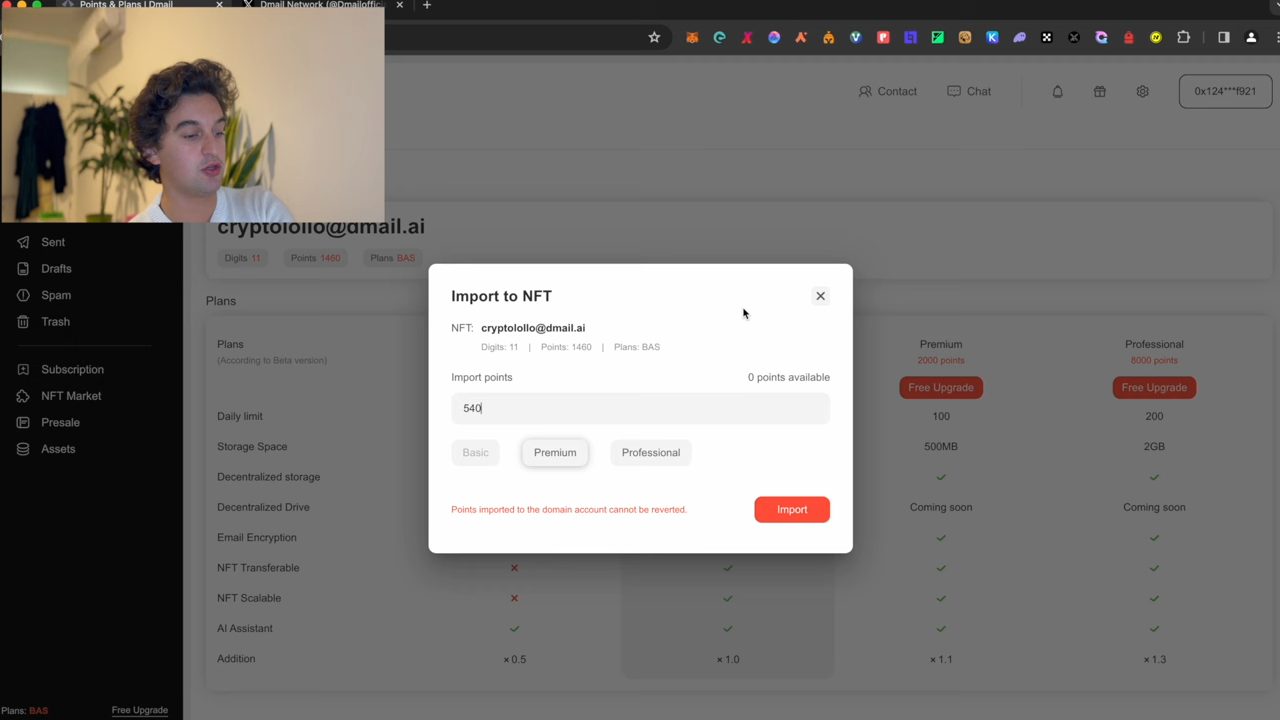 Points & Plans | Dmail
Dmail Network (@Dmailoffici
Contact
Chat
0x124***f921
cryptolollo@dmail.ai
Digits 11
Points 1460
Plans BAS
Sent
Drafts
Spam
Trash
Subscription
NFT Market
Presale
Assets
Plans
Plans
(According to Beta version)
Premium
2000 points
Free Upgrade
Professional
8000 points
Free Upgrade
Import to NFT
NFT: cryptolollo@dmail.ai
Digits: 11 | Points: 1460 | Plans: BAS
Import points
0 points available
540
Basic
Premium
Professional
Points imported to the domain account cannot be reverted.
Import
Daily limit
100
200
Storage Space
500MB
2GB
Decentralized storage
Decentralized Drive
Coming soon
Coming soon
Email Encryption
NFT Transferable
NFT Scalable
AI Assistant
Addition
× 0.5
× 1.0
× 1.1
× 1.3
Plans: BAS
Free Upgrade